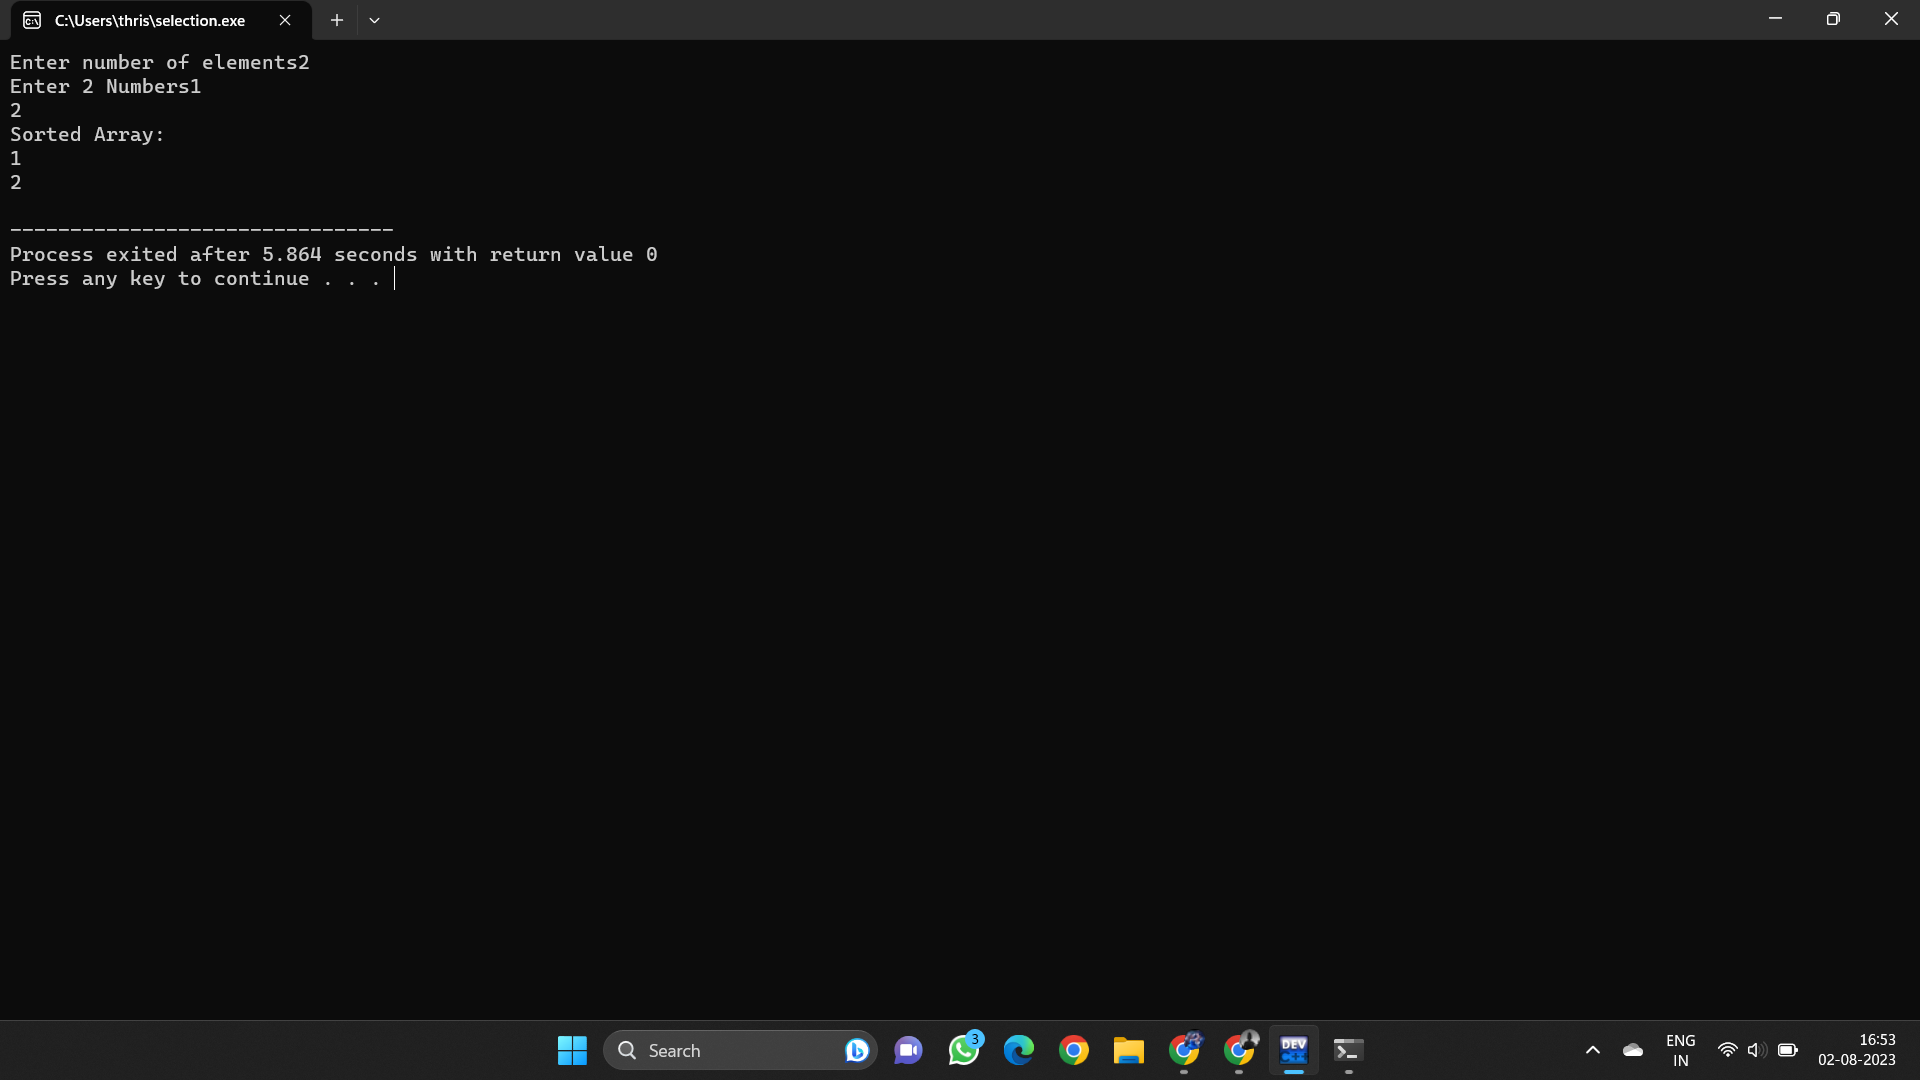 C:\Users\thris\selection.exe
Enter number of elements2
Enter 2 Numbers1
2
Sorted Array:
1
2
--------------------------------
Process exited after 5.864 seconds with return value 0
Press any key to continue . . .
Search
3
DEV
C++
ENG
IN
16:53
02-08-2023